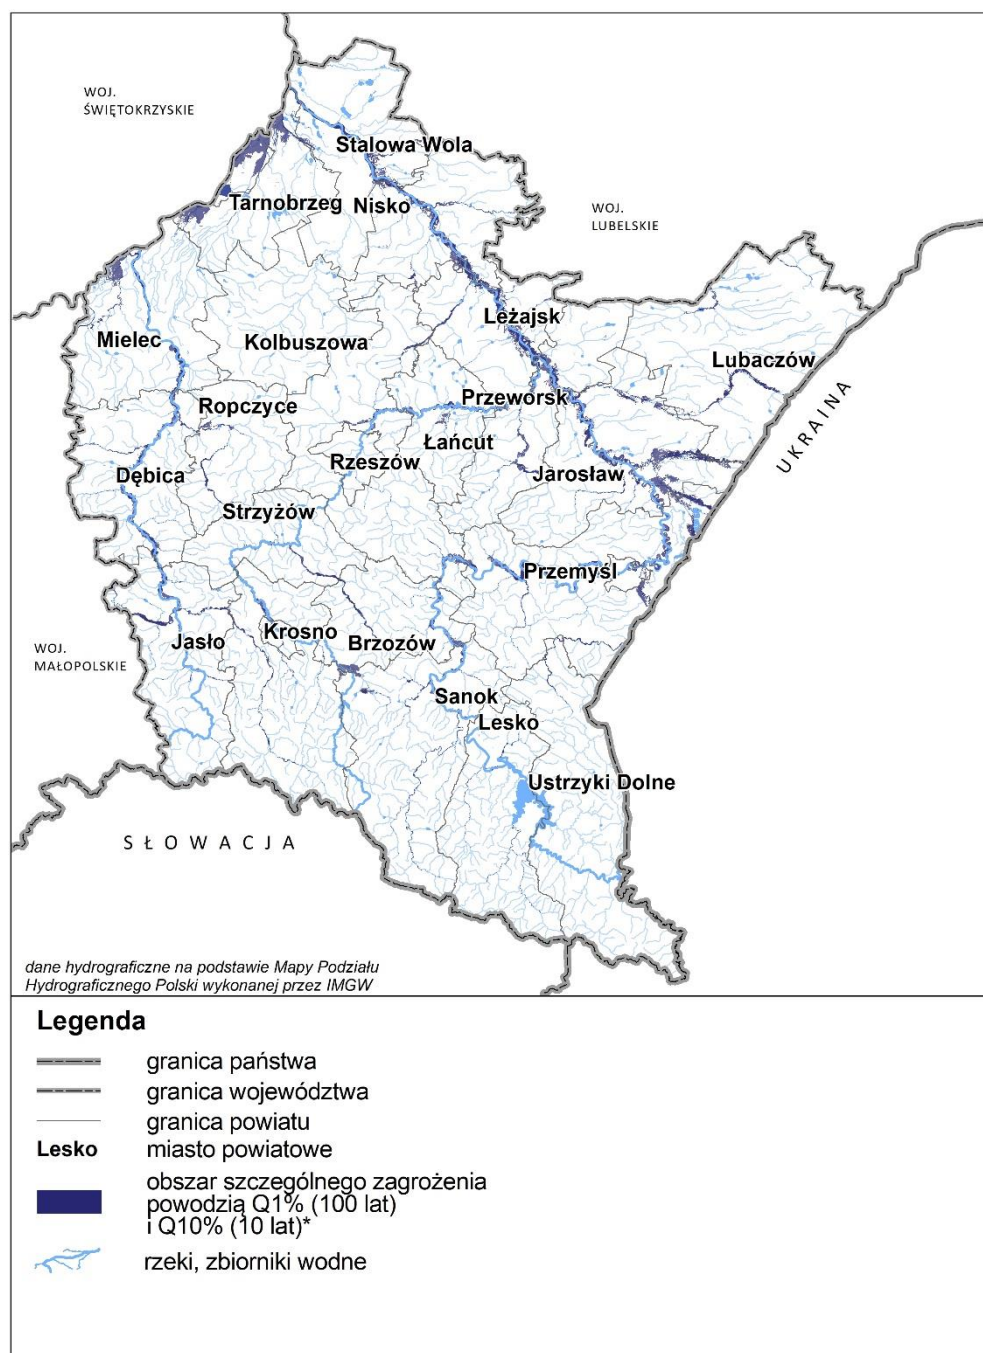 WOJ.
ŚWIĘTOKRZYSKIE
Stalowa Wola
Tarnobrzeg
Nisko
WOJ.
LUBELSKIE
Leżajsk
Mielec
Kolbuszowa
Lubaczów
Ropczyce
Przeworsk
UKRAINA
Łańcut
Rzeszów
Dębica
Jarosław
Strzyżów
Przemyśl
Krosno
Jasło
Brzozów
WOJ.
MAŁOPOLSKIE
Sanok
Lesko
Ustrzyki Dolne
SŁOWACJA
dane hydrograficzne na podstawie Mapy Podziału
Hydrograficznego Polski wykonanej przez IMGW
Legenda
granica państwa
granica województwa
granica powiatu
Lesko miasto powiatowe
obszar szczególnego zagrożenia
powodzią Q1% (100 lat)
i Q10% (10 lat)*
rzeki, zbiorniki wodne